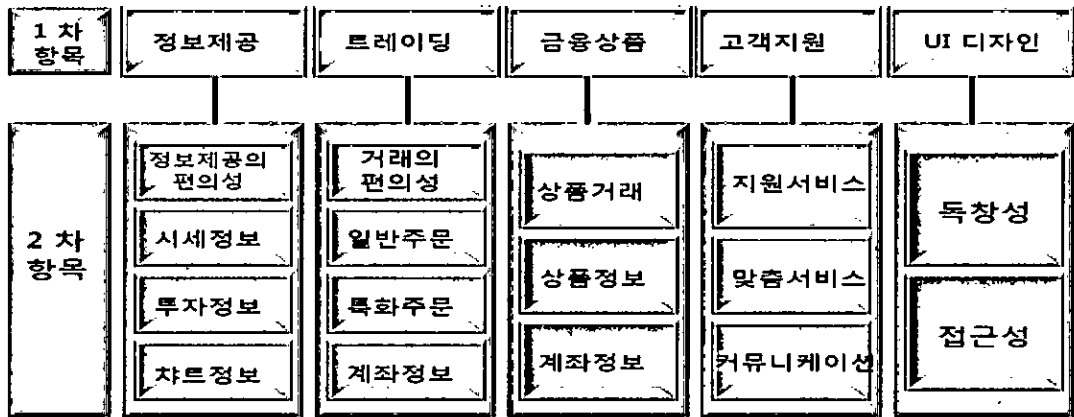 1 차
항목
정보제공
트레이딩
금융상품
고객지원
UI 디자인
2 차
항목
정보제공의
편의성
시세정보
투자정보
챠트정보
거래의
편의성
일반주문
특화주문
계좌정보
상품거래
상품정보
계좌정보
지원서비스
맞춤서비스
커뮤니케이션
독창성
접근성